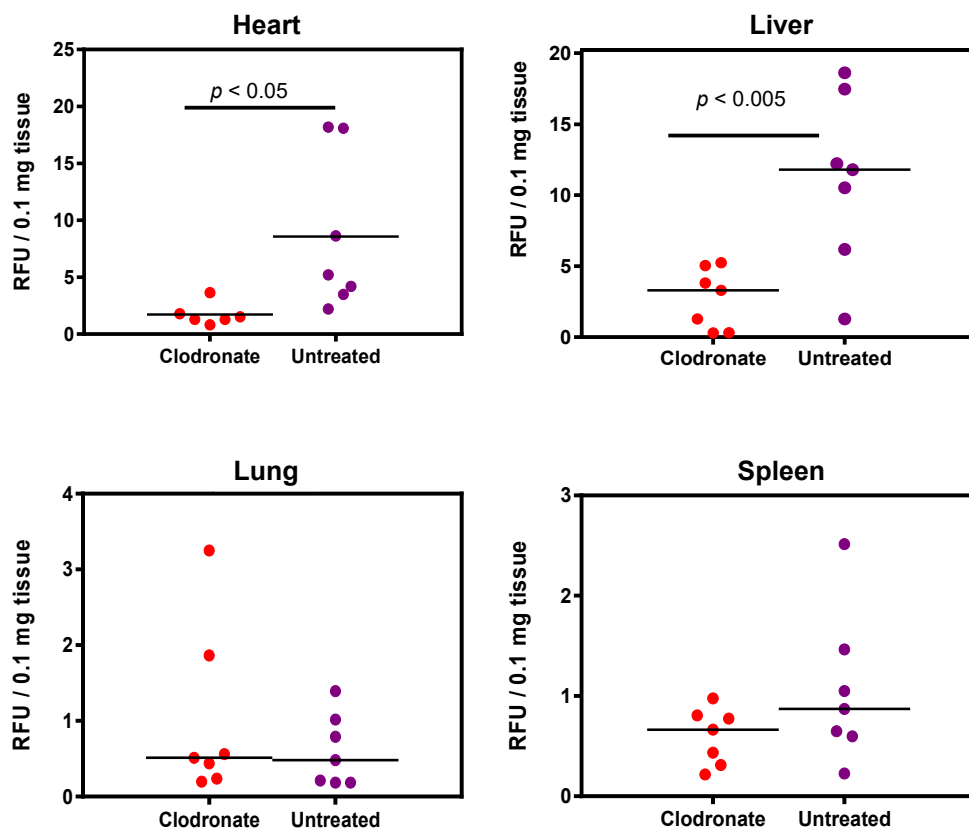 Heart
RFU / 0.1 mg tissue
25
20
15
10
5
0
p < 0.05
Clodronate
Untreated
Liver
RFU / 0.1 mg tissue
20
15
10
5
0
p < 0.005
Clodronate
Untreated
Lung
RFU / 0.1 mg tissue
4
3
2
1
0
Clodronate
Untreated
Spleen
RFU / 0.1 mg tissue
3
2
1
0
Clodronate
Untreated